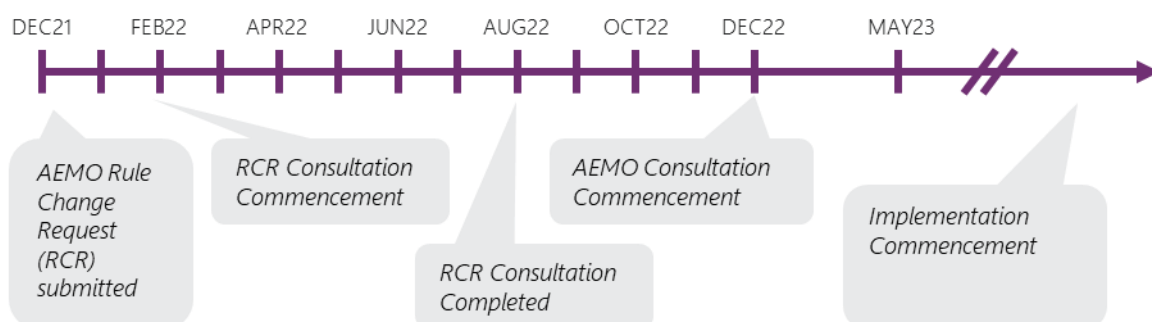 DEC21 FEB22 APR22 JUN22 AUG22 OCT22 DEC22 MAY23
AEMO Rule
Change
Request
(RCR)
submitted
RCR Consultation
Commencement
RCR Consultation
Completed
AEMO Consultation
Commencement
Implementation
Commencement